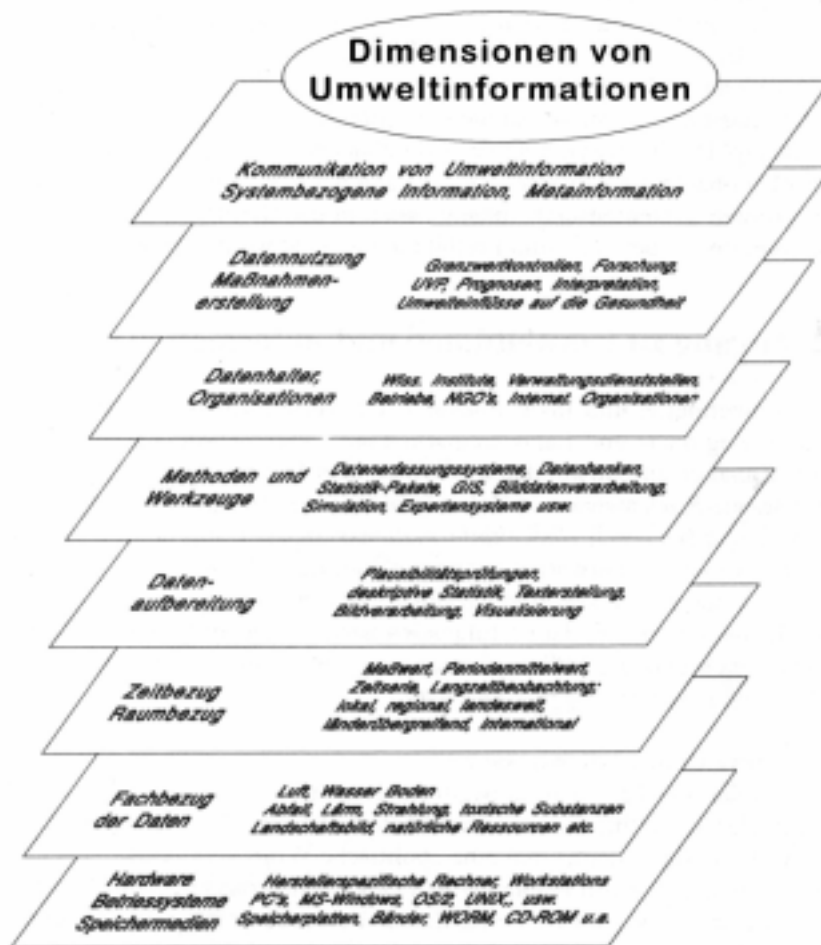 Dimensionen von
Umweltinformationen
Kommunikation von Umweltinformation
Systembezogene Information, Metainformation
Datennutzung
Maßnahmen-
erstellung
Grenzwertkontrollen, Forschung,
UVP, Prognosen, Interpretation,
Umwelteinflüsse auf die Gesundheit
Datenhalter,
Organisationen
Wiss. Institute, Verwaltungsdienststellen,
Betriebe, NGO's, Internat. Organisationen
Methoden und
Werkzeuge
Datenerfassungssysteme, Datenbanken,
Statistik-Pakete, GIS, Bilddatenverarbeitung,
Simulation, Expertensysteme usw.
Daten-
aufbereitung
Plausibilitätsprüfungen,
deskriptive Statistik, Texterstellung,
Bildverarbeitung, Visualisierung
Zeitbezug
Raumbezug
Meßwert, Periodenmittelwert,
Zeitserie, Langzeitbeobachtung;
lokal, regional, landesweit,
länderübergreifend, international
Fachbezug
der Daten
Luft, Wasser Boden
Abfall, Lärm, Strahlung, toxische Substanzen
Landschaftsbild, natürliche Ressourcen etc.
Hardware
Betriessysteme
Speichermedien
Herstellerspezifische Rechner, Workstations
PC's, MS-Windows, OS/2, UNIX,, usw.
Speicherplatten, Bänder, WORM, CD-ROM u.a.